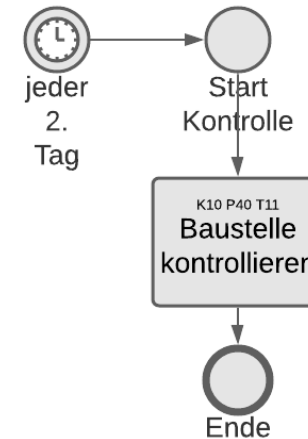 jeder
2.
Tag
Start
Kontrolle
K10 P40 T11
Baustelle
kontrollieren
Ende